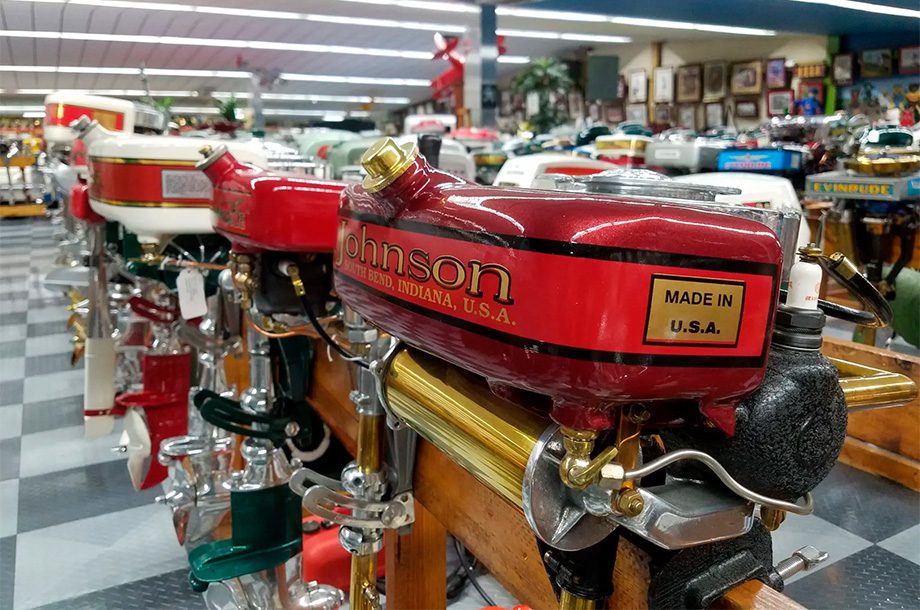 Johnson
SOUTH BEND, INDIANA, U.S.A.
MADE IN
U.S.A.
EVINRUDE